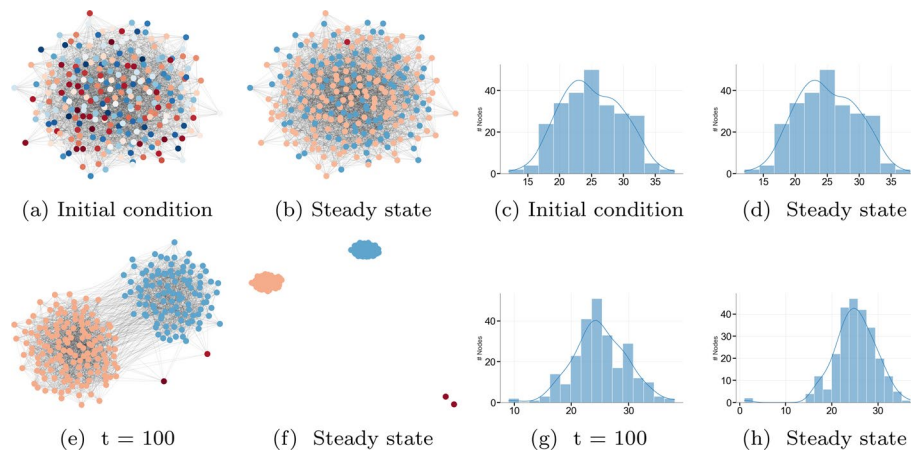 # Nodes
40
20
0
15 20 25 30 35
# Nodes
40
20
0
15 20 25 30 35
(a) Initial condition
(b) Steady state
(c) Initial condition
(d) Steady state
# Nodes
40
20
0
10 20 30
# Nodes
40
30
20
10
0
0 10 20 30
(e) t = 100
(f) Steady state
(g) t = 100
(h) Steady state